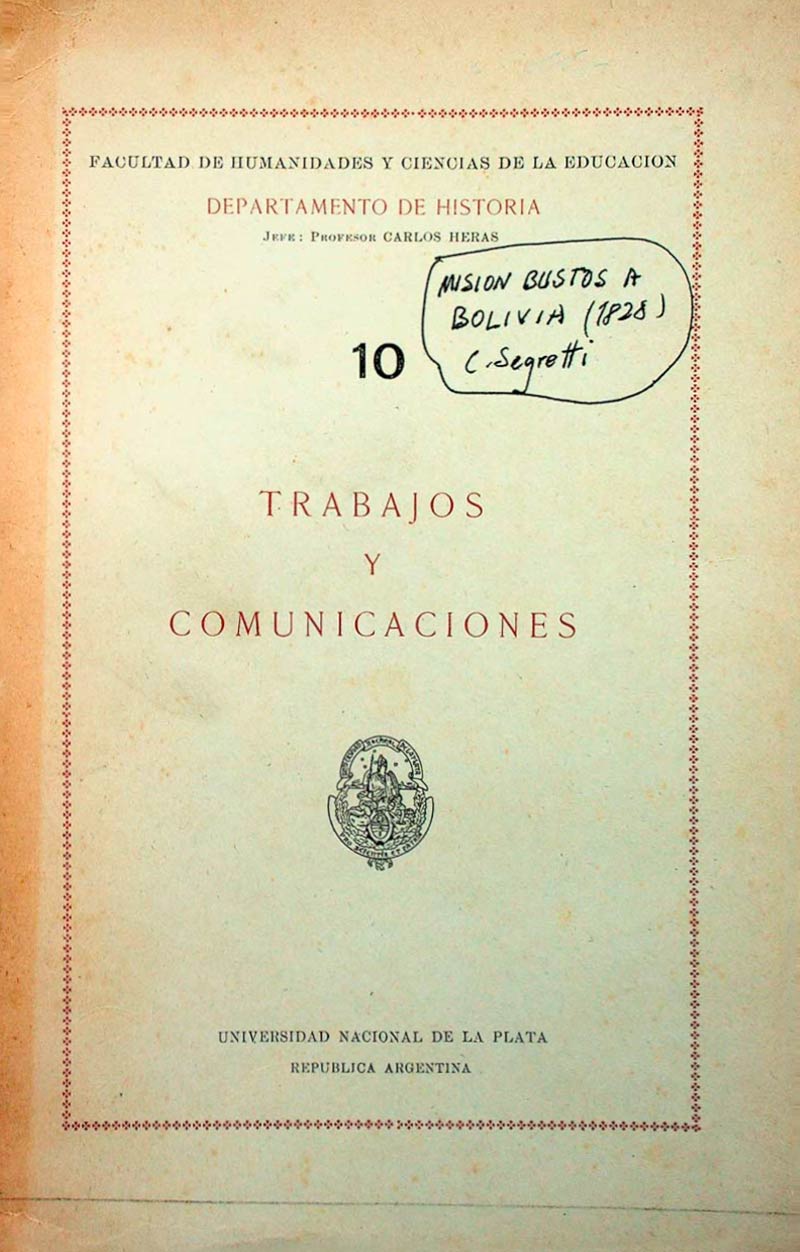 FACULTAD DE HUMANIDADES Y CIENCIAS DE LA EDUCACION
DEPARTAMENTO DE HISTORIA
JEFE: PROFESOR CARLOS HERAS
MISION BUSTOS A
BOLIVIA (1828)
C. Segretti
10
TRABAJOS
Y
COMUNICACIONES
UNIVERSIDAD NACIONAL DE LA PLATA
REPUBLICA ARGENTINA